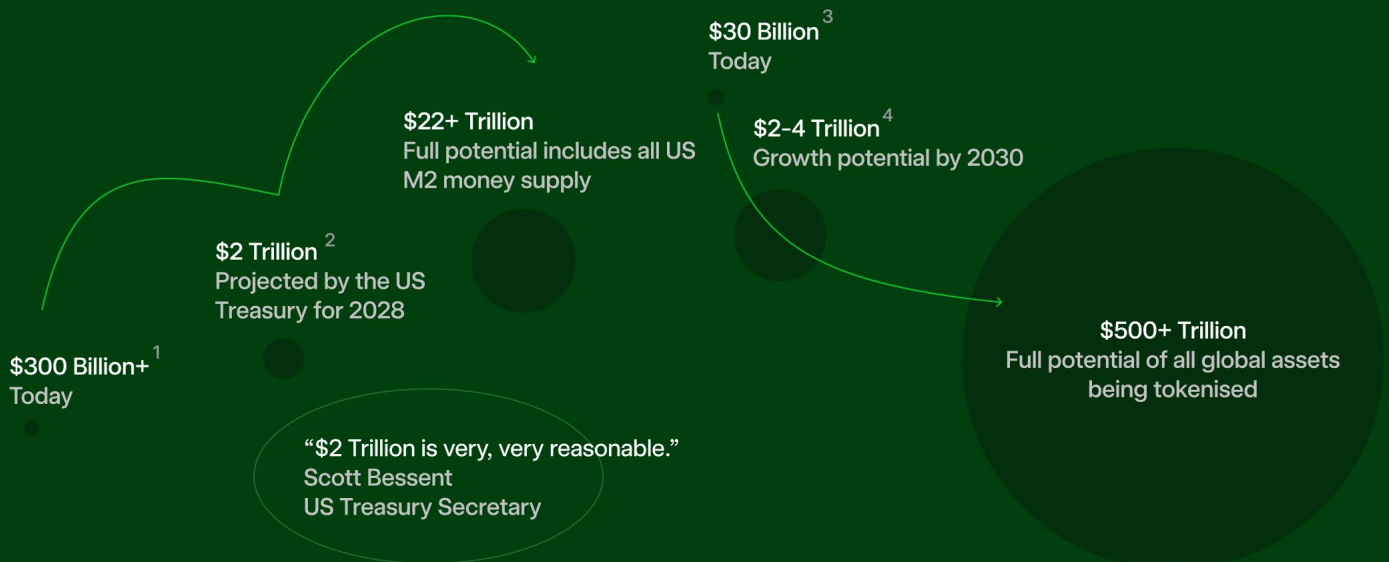 $300 Billion+ 1
Today
$2 Trillion 2
Projected by the US
Treasury for 2028
$22+ Trillion
Full potential includes all US
M2 money supply
“$2 Trillion is very, very reasonable.”
Scott Bessent
US Treasury Secretary
$30 Billion 3
Today
$2-4 Trillion 4
Growth potential by 2030
$500+ Trillion
Full potential of all global assets
being tokenised